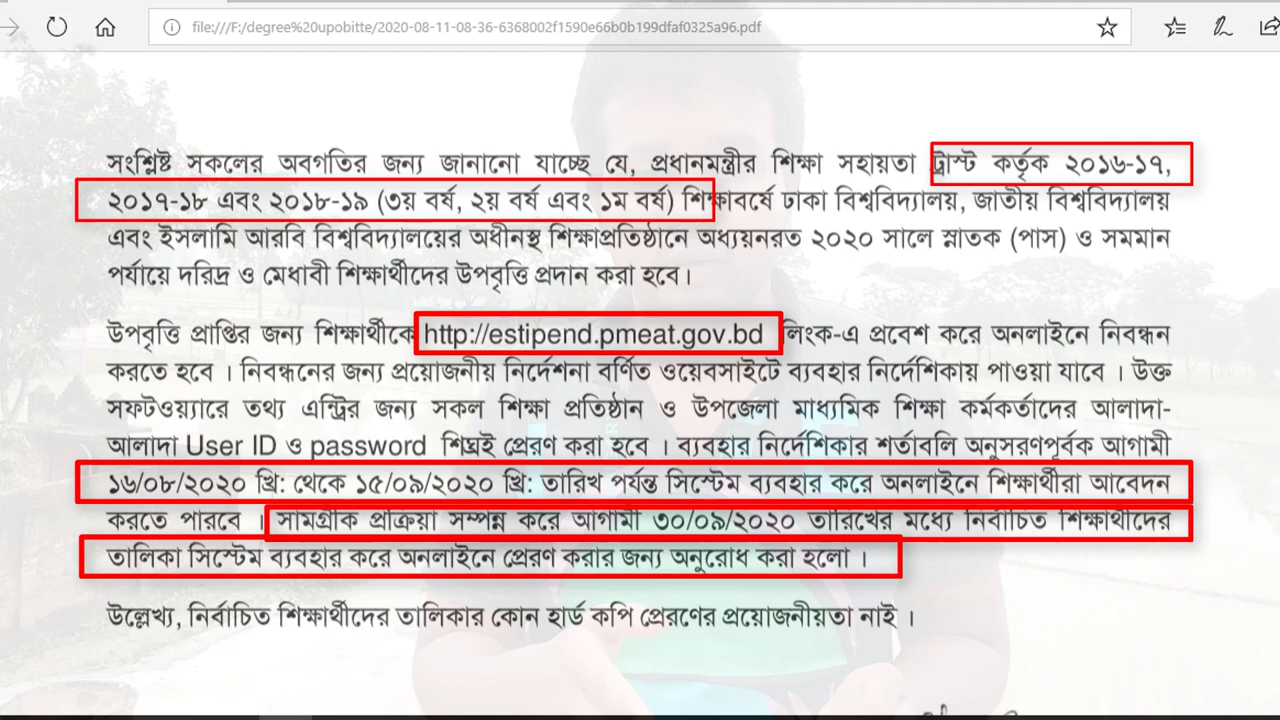 file:///F:/degree%20upobitte/2020-08-11-08-36-6368002f1590e66b0b199dfaf0325a96.pdf
সংশ্লিষ্ট সকলের অবগতির জন্য জানানো যাচ্ছে যে, প্রধানমন্ত্রীর শিক্ষা সহায়তা ট্রাস্ট কর্তৃক ২০১৬-১৭,
২০১৭-১৮ এবং ২০১৮-১৯ (৩য় বর্ষ, ২য় বর্ষ এবং ১ম বর্ষ) শিক্ষাবর্ষে ঢাকা বিশ্ববিদ্যালয়, জাতীয় বিশ্ববিদ্যালয়
এবং ইসলামি আরবি বিশ্ববিদ্যালয়ের অধীনস্থ শিক্ষাপ্রতিষ্ঠানে অধ্যয়নরত ২০২০ সালে স্নাতক (পাস) ও সমমান
পর্যায়ে দরিদ্র ও মেধাবী শিক্ষার্থীদের উপবৃত্তি প্রদান করা হবে।
উপবৃত্তি প্রাপ্তির জন্য শিক্ষার্থীকে http://estipend.pmeat.gov.bd লিংক-এ প্রবেশ করে অনলাইনে নিবন্ধন
করতে হবে । নিবন্ধনের জন্য প্রয়োজনীয় নির্দেশনা বর্ণিত ওয়েবসাইটে ব্যবহার নির্দেশিকায় পাওয়া যাবে । উক্ত
সফটওয়্যারে তথ্য এন্ট্রির জন্য সকল শিক্ষা প্রতিষ্ঠান ও উপজেলা মাধ্যমিক শিক্ষা কর্মকর্তাদের আলাদা-
আলাদা User ID ও password শিঘ্রই প্রেরণ করা হবে । ব্যবহার নির্দেশিকার শর্তাবলি অনুসরণপূর্বক আগামী
১৬/০৮/২০২০ খ্রি: থেকে ১৫/০৯/২০২০ খ্রি: তারিখ পর্যন্ত সিস্টেম ব্যবহার করে অনলাইনে শিক্ষার্থীরা আবেদন
করতে পারবে । সামগ্রীক প্রক্রিয়া সম্পন্ন করে আগামী ৩০/০৯/২০২০ তারিখের মধ্যে নির্বাচিত শিক্ষার্থীদের
তালিকা সিস্টেম ব্যবহার করে অনলাইনে প্রেরণ করার জন্য অনুরোধ করা হলো ।
উল্লেখ্য, নির্বাচিত শিক্ষার্থীদের তালিকার কোন হার্ড কপি প্রেরণের প্রয়োজনীয়তা নাই ।